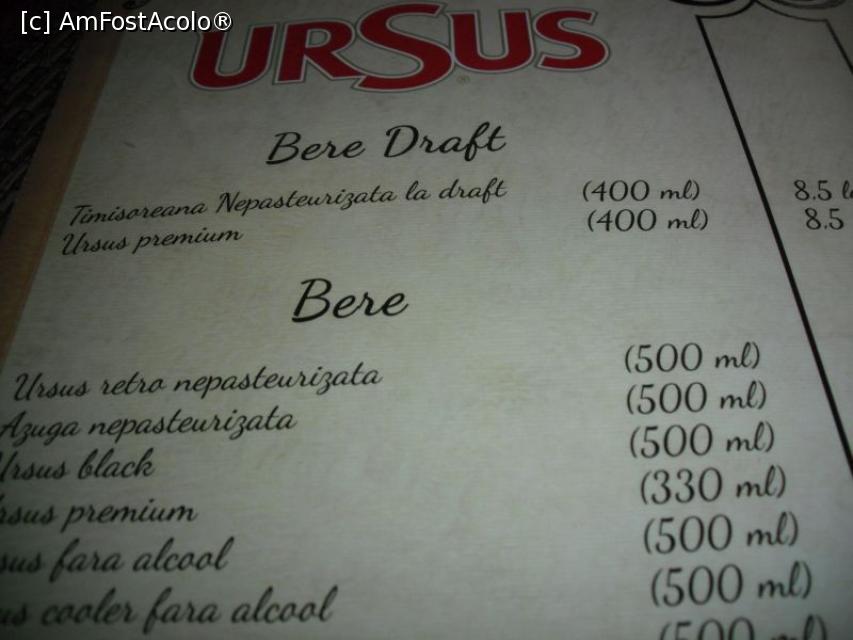 [c] AmFostAcolo®
URSUS®
Bere Draft
Timisoreana Nepasteurizata la draft (400 ml) 8.5
Ursus premium (400 ml) 8.5
Bere
Ursus retro nepasteurizata (500 ml)
Azuga nepasteurizata (500 ml)
Ursus black (500 ml)
premium (330 ml)
fara alcool (500 ml)
cooler fara alcool (500 ml)
(500 ml)